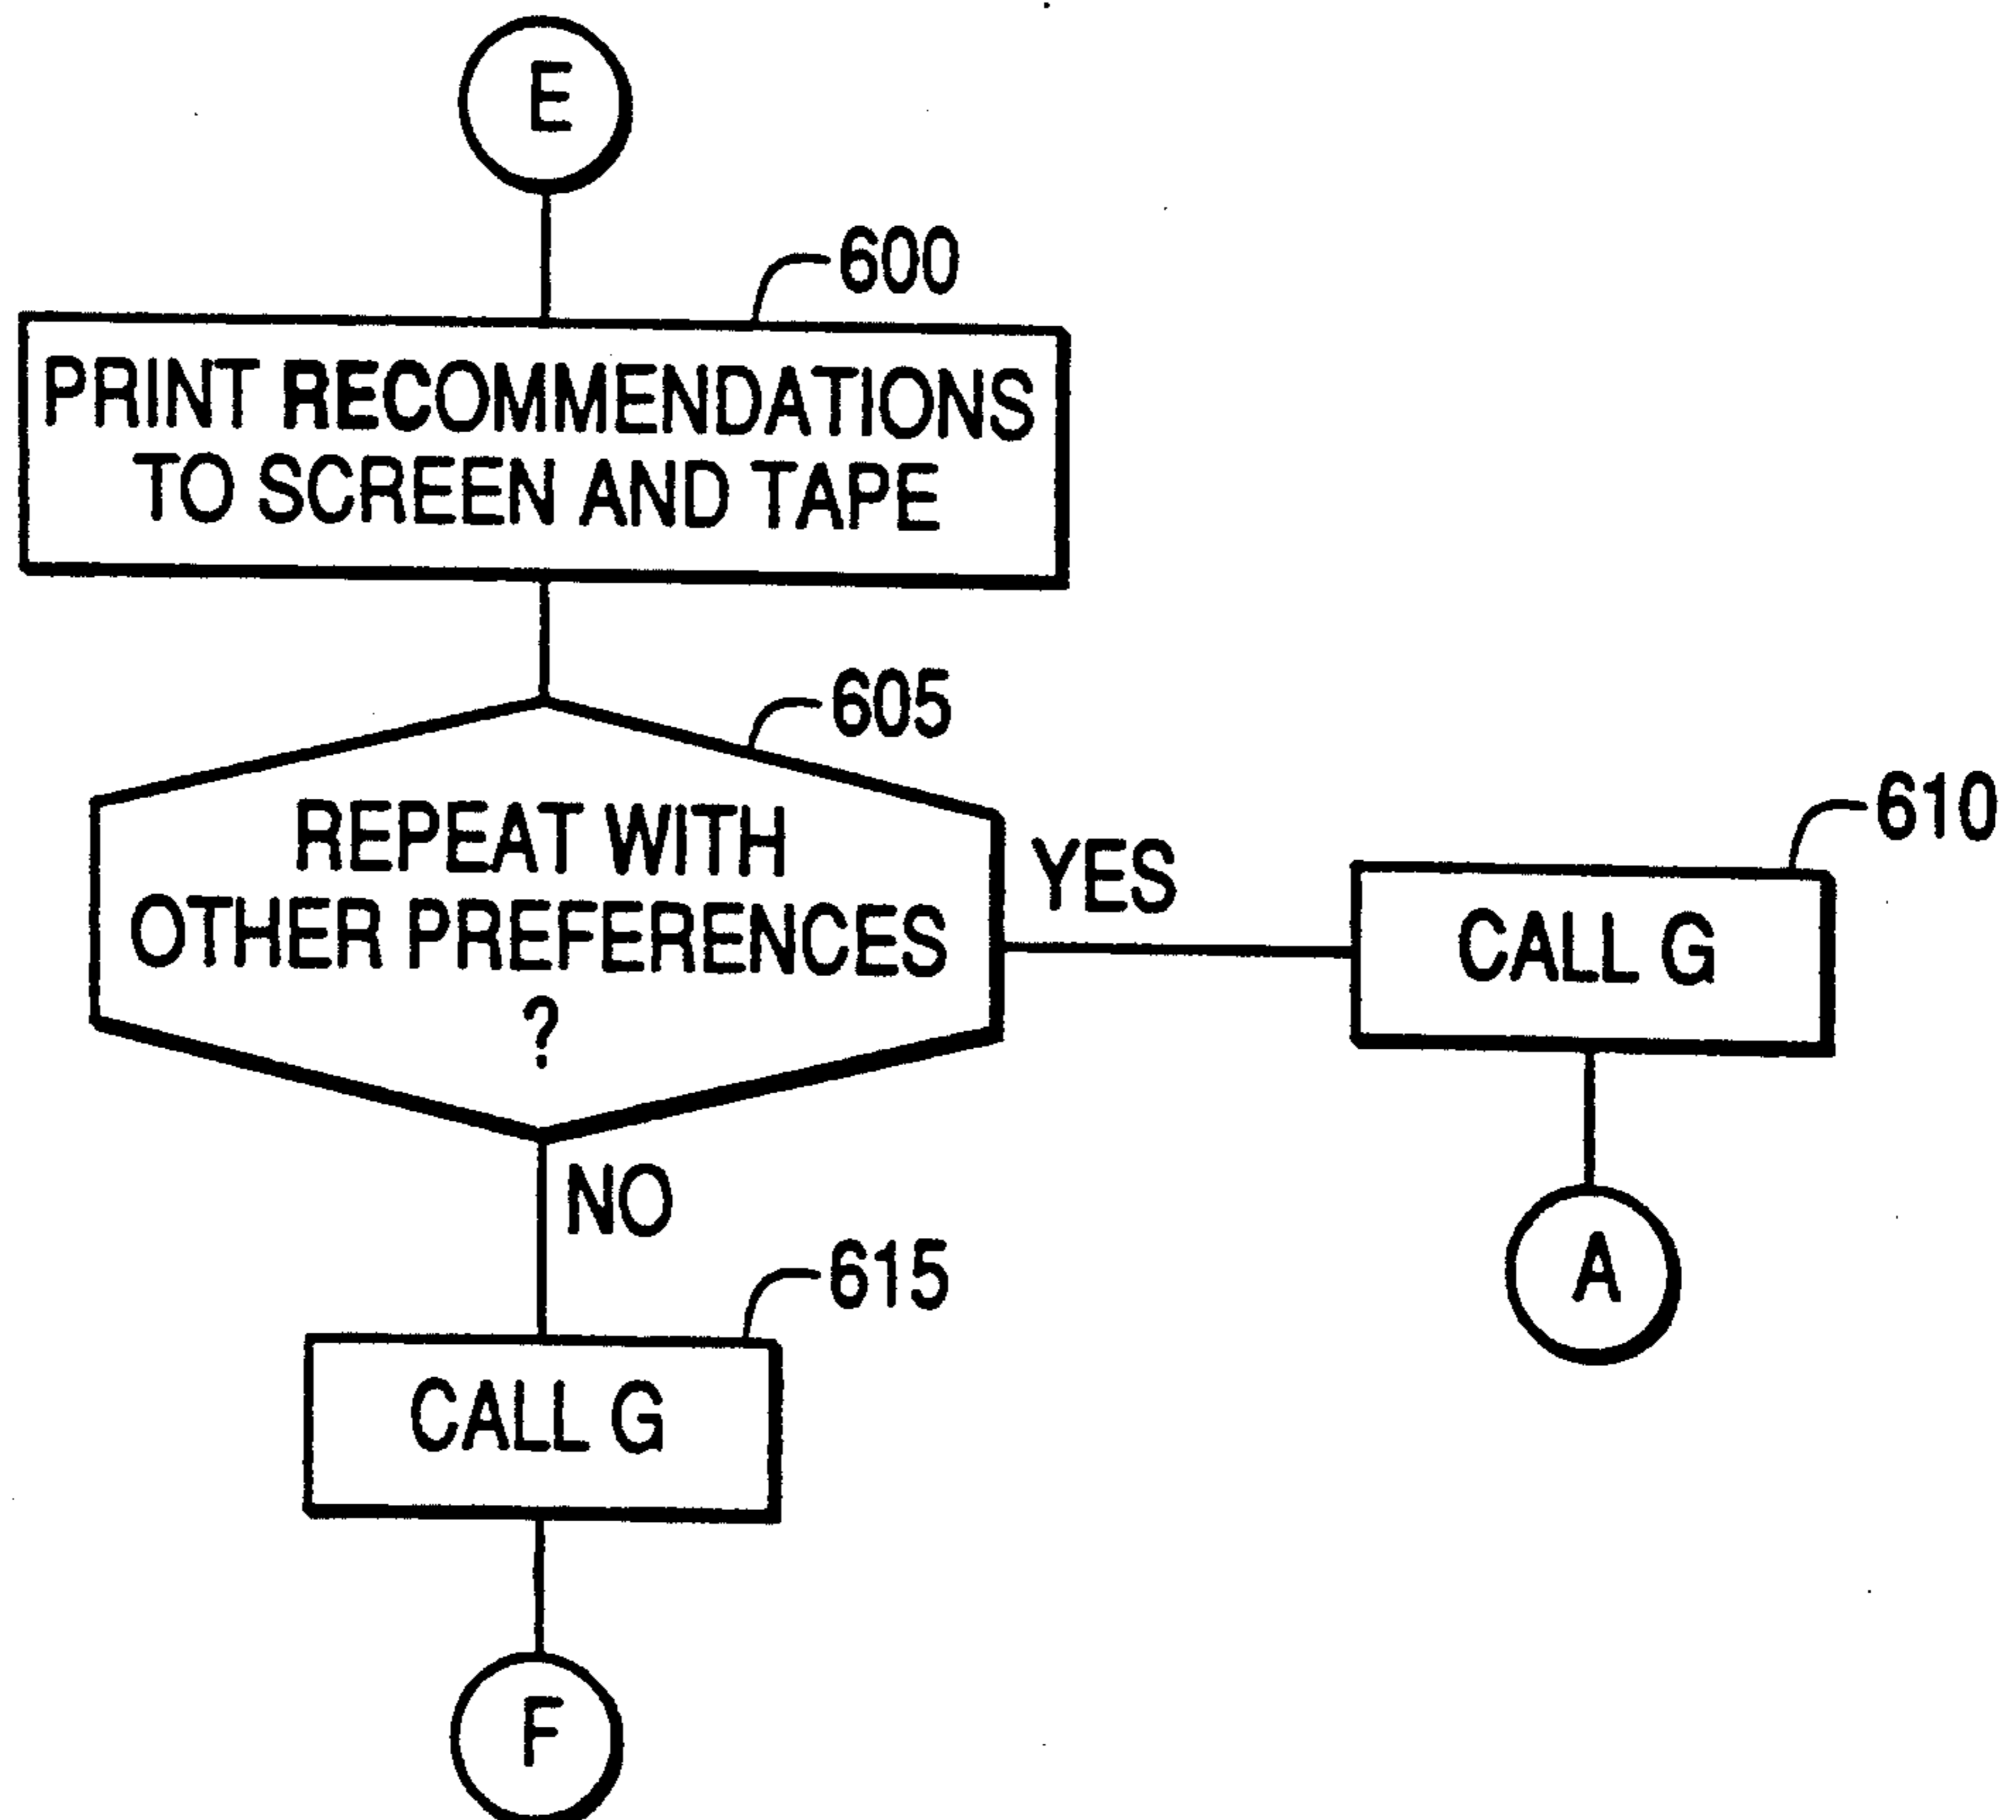 E
600
PRINT RECOMMENDATIONS
TO SCREEN AND TAPE
605
REPEAT WITH
OTHER PREFERENCES
?
YES
610
CALL G
A
NO
615
CALL G
F